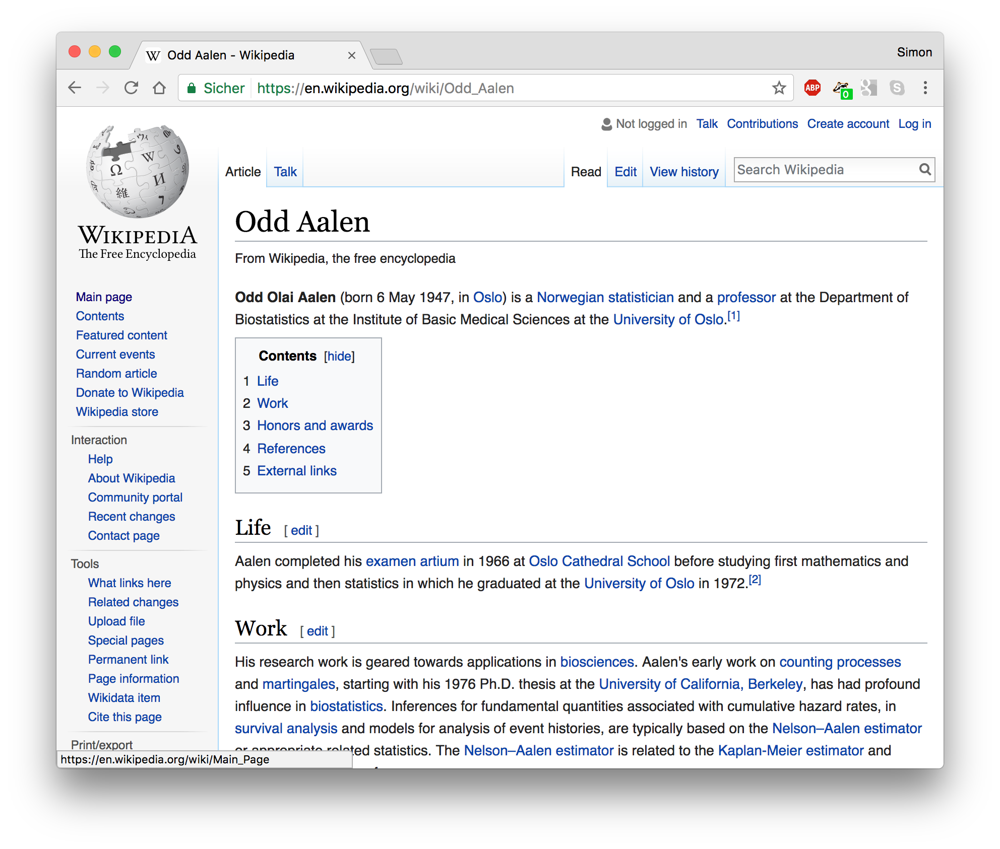 Odd Aalen - Wikipedia
Simon
Sicher https://en.wikipedia.org/wiki/Odd_Aalen
ABP
0
S
Not logged in Talk Contributions Create account Log in
Article Talk Read Edit View history Search Wikipedia
Ω W И 維 ウィ
WIKIPEDIA
The Free Encyclopedia
Main page
Contents
Featured content
Current events
Random article
Donate to Wikipedia
Wikipedia store
Interaction
Help
About Wikipedia
Community portal
Recent changes
Contact page
Tools
What links here
Related changes
Upload file
Special pages
Permanent link
Page information
Wikidata item
Cite this page
Print/export
https://en.wikipedia.org/wiki/Main_Page
Odd Aalen
From Wikipedia, the free encyclopedia
Odd Olai Aalen (born 6 May 1947, in Oslo) is a Norwegian statistician and a professor at the Department of
Biostatistics at the Institute of Basic Medical Sciences at the University of Oslo.[1]
Contents [hide]
1 Life
2 Work
3 Honors and awards
4 References
5 External links
Life [ edit ]
Aalen completed his examen artium in 1966 at Oslo Cathedral School before studying first mathematics and
physics and then statistics in which he graduated at the University of Oslo in 1972.[2]
Work [ edit ]
His research work is geared towards applications in biosciences. Aalen's early work on counting processes
and martingales, starting with his 1976 Ph.D. thesis at the University of California, Berkeley, has had profound
influence in biostatistics. Inferences for fundamental quantities associated with cumulative hazard rates, in
survival analysis and models for analysis of event histories, are typically based on the Nelson–Aalen estimator
or appropriate related statistics. The Nelson–Aalen estimator is related to the Kaplan-Meier estimator and